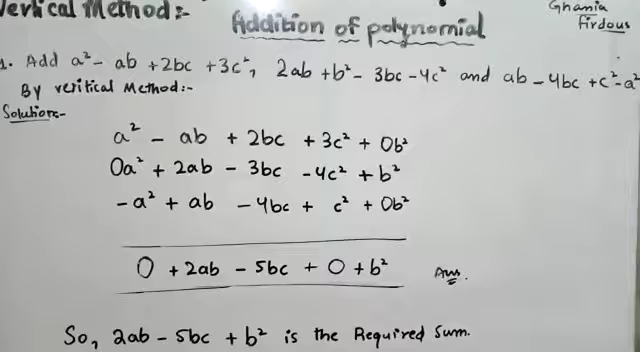 Vertical Method:-
Addition of polynomial
Ghania
Firdous
1. Add a² - ab + 2bc + 3c², 2ab + b² - 3bc - 4c² and ab - 4bc + c² - a²
By veritical Method:-
Solution:-
a² - ab + 2bc + 3c² + 0b²
0a² + 2ab - 3bc - 4c² + b²
-a² + ab - 4bc + c² + 0b²
0 + 2ab - 5bc + 0 + b² Ans.
So, 2ab - 5bc + b² is the Required Sum.